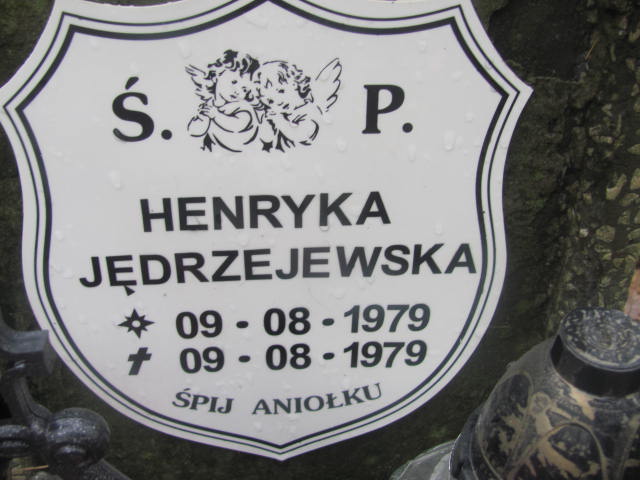 Ś. P.
HENRYKA
JĘDRZEJEWSKA
09 - 08 - 1979
✝ 09 - 08 - 1979
ŚPIJ ANIOŁKU